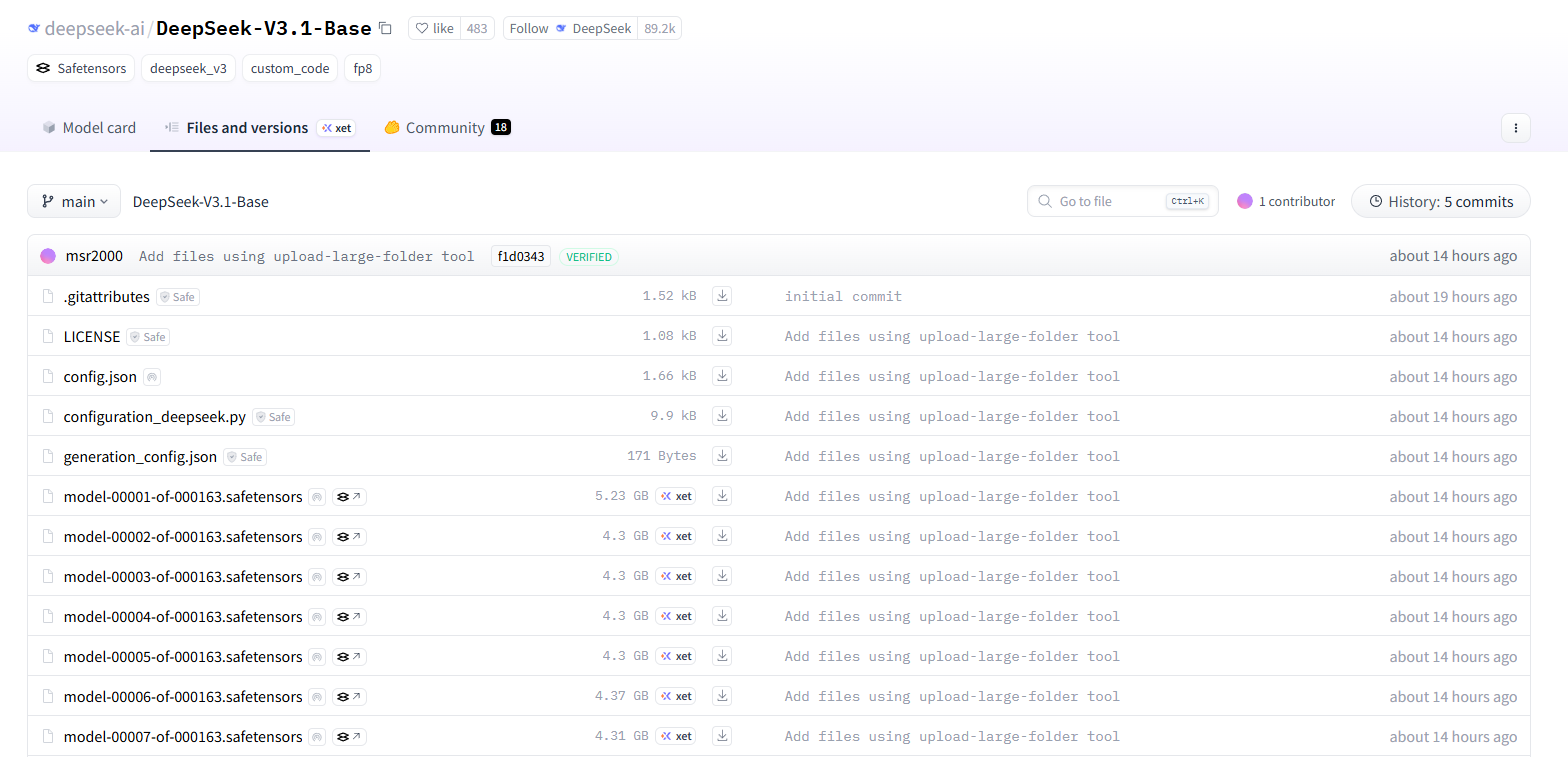 deepseek-ai/DeepSeek-V3.1-Base like 483 Follow DeepSeek 89.2k
Safetensors deepseek_v3 custom_code fp8
Model card Files and versions xet Community 18
main DeepSeek-V3.1-Base Go to file Ctrl+K 1 contributor History: 5 commits
msr2000 Add files using upload-large-folder tool f1d0343 VERIFIED about 14 hours ago
.gitattributes Safe 1.52 kB initial commit about 19 hours ago
LICENSE Safe 1.08 kB Add files using upload-large-folder tool about 14 hours ago
config.json 1.66 kB Add files using upload-large-folder tool about 14 hours ago
configuration_deepseek.py Safe 9.9 kB Add files using upload-large-folder tool about 14 hours ago
generation_config.json Safe 171 Bytes Add files using upload-large-folder tool about 14 hours ago
model-00001-of-000163.safetensors 5.23 GB xet Add files using upload-large-folder tool about 14 hours ago
model-00002-of-000163.safetensors 4.3 GB xet Add files using upload-large-folder tool about 14 hours ago
model-00003-of-000163.safetensors 4.3 GB xet Add files using upload-large-folder tool about 14 hours ago
model-00004-of-000163.safetensors 4.3 GB xet Add files using upload-large-folder tool about 14 hours ago
model-00005-of-000163.safetensors 4.3 GB xet Add files using upload-large-folder tool about 14 hours ago
model-00006-of-000163.safetensors 4.37 GB xet Add files using upload-large-folder tool about 14 hours ago
model-00007-of-000163.safetensors 4.31 GB xet Add files using upload-large-folder tool about 14 hours ago